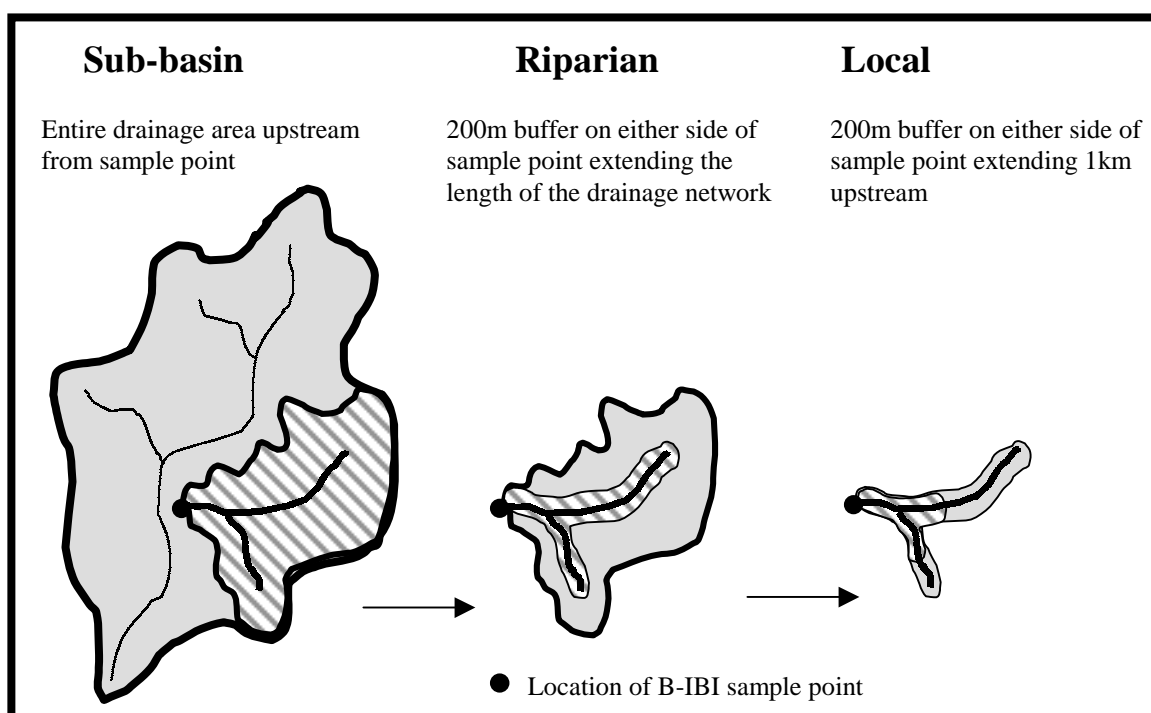 Sub-basin
Entire drainage area upstream
from sample point
Riparian
200m buffer on either side of
sample point extending the
length of the drainage network
Local
200m buffer on either side of
sample point extending 1km
upstream
Location of B-IBI sample point